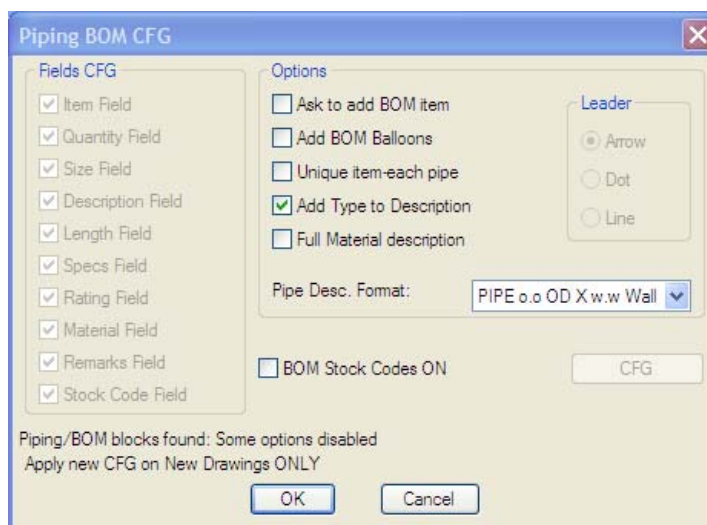 Piping BOM CFG
Fields CFG
Item Field
Quantity Field
Size Field
Description Field
Length Field
Specs Field
Rating Field
Material Field
Remarks Field
Stock Code Field
Options
Ask to add BOM item
Add BOM Balloons
Unique item-each pipe
Add Type to Description
Full Material description
Leader
Arrow
Dot
Line
Pipe Desc. Format: PIPE o.o OD X w.w Wall
BOM Stock Codes ON CFG
Piping/BOM blocks found: Some options disabled
Apply new CFG on New Drawings ONLY
OK Cancel